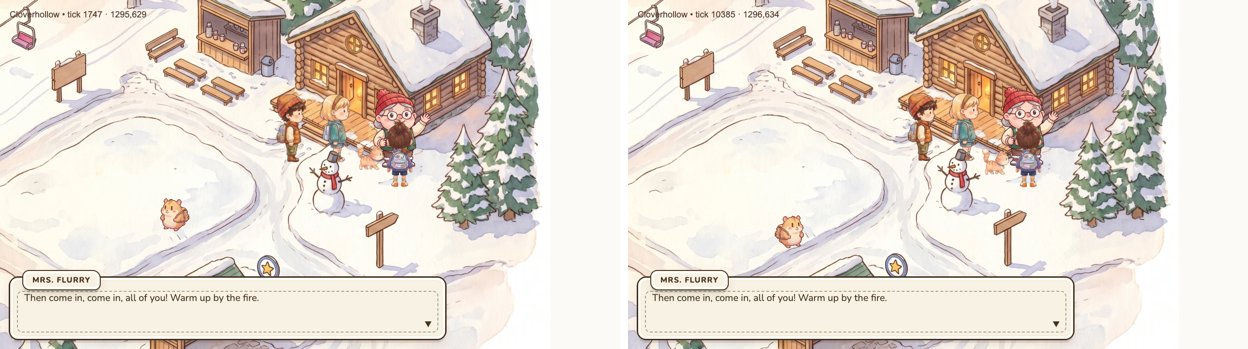 Cloverhollow • tick 1747 · 1295,629
MRS. FLURRY
Then come in, come in, all of you! Warm up by the fire.
Cloverhollow • tick 10385 · 1296,634
MRS. FLURRY
Then come in, come in, all of you! Warm up by the fire.